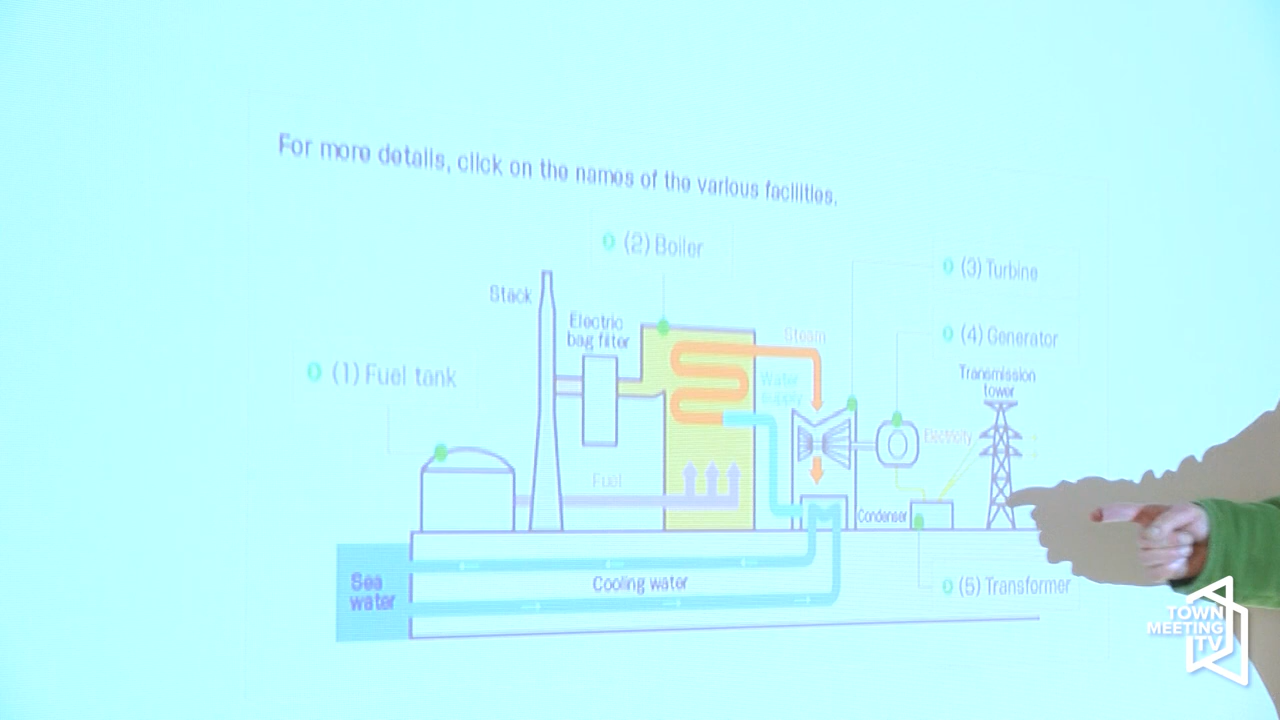 For more details, click on the names of the various facilities.
(2) Boiler
(3) Turbine
Stack
Electric
bag filter
Steam
(4) Generator
(1) Fuel tank
Water
supply
Transmission
tower
Electricity
Fuel
Condenser
Sea
water
Cooling water
(5) Transformer
TOWN
MEETING
TV